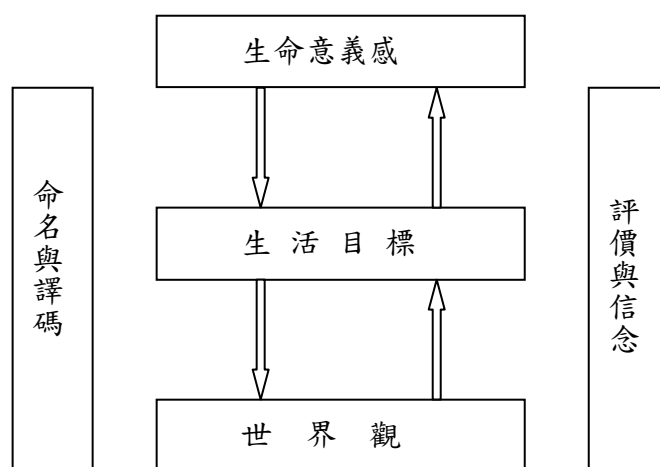 生命意義感
命名與譯碼
生活目標
評價與信念
世界觀